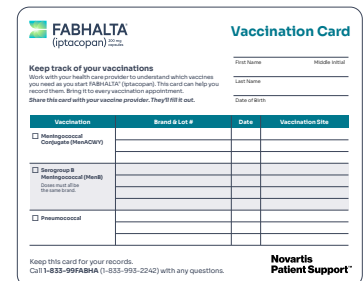 FABHALTA®
(iptacopan) 200 mg capsules
Vaccination Card
Keep track of your vaccinations
Work with your health care provider to understand which vaccines
you need as you start FABHALTA® (iptacopan). This card can help you
record them. Bring it to every vaccination appointment.
Share this card with your vaccine provider. They'll fill it out.
First Name Middle Initial
Last Name
Date of Birth
Vaccination Brand & Lot # Date Vaccination Site
Meningococcal
Conjugate (MenACWY)
Serogroup B
Meningococcal (MenB)
Doses must all be
the same brand.
Pneumococcal
Keep this card for your records.
Call 1-833-99FABHA (1-833-993-2242) with any questions.
Novartis
Patient Support™